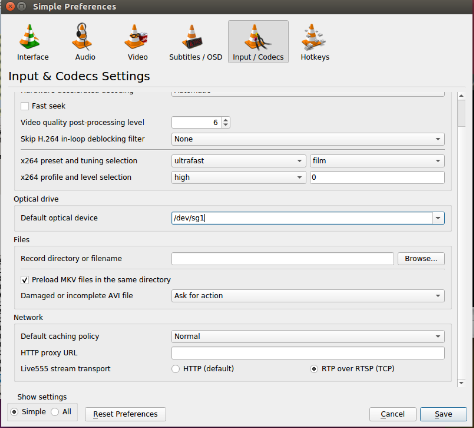 Simple Preferences
Interface Audio Video Subtitles / OSD Input / Codecs Hotkeys
Input & Codecs Settings
Hardware-accelerated decoding Automatic
Fast seek
Video quality post-processing level 6
Skip H.264 in-loop deblocking filter None
x264 preset and tuning selection ultrafast film
x264 profile and level selection high 0
Optical drive
Default optical device /dev/sg1
Files
Record directory or filename Browse...
Preload MKV files in the same directory
Damaged or incomplete AVI file Ask for action
Network
Default caching policy Normal
HTTP proxy URL
Live555 stream transport HTTP (default) RTP over RTSP (TCP)
Show settings
Simple All Reset Preferences Cancel Save